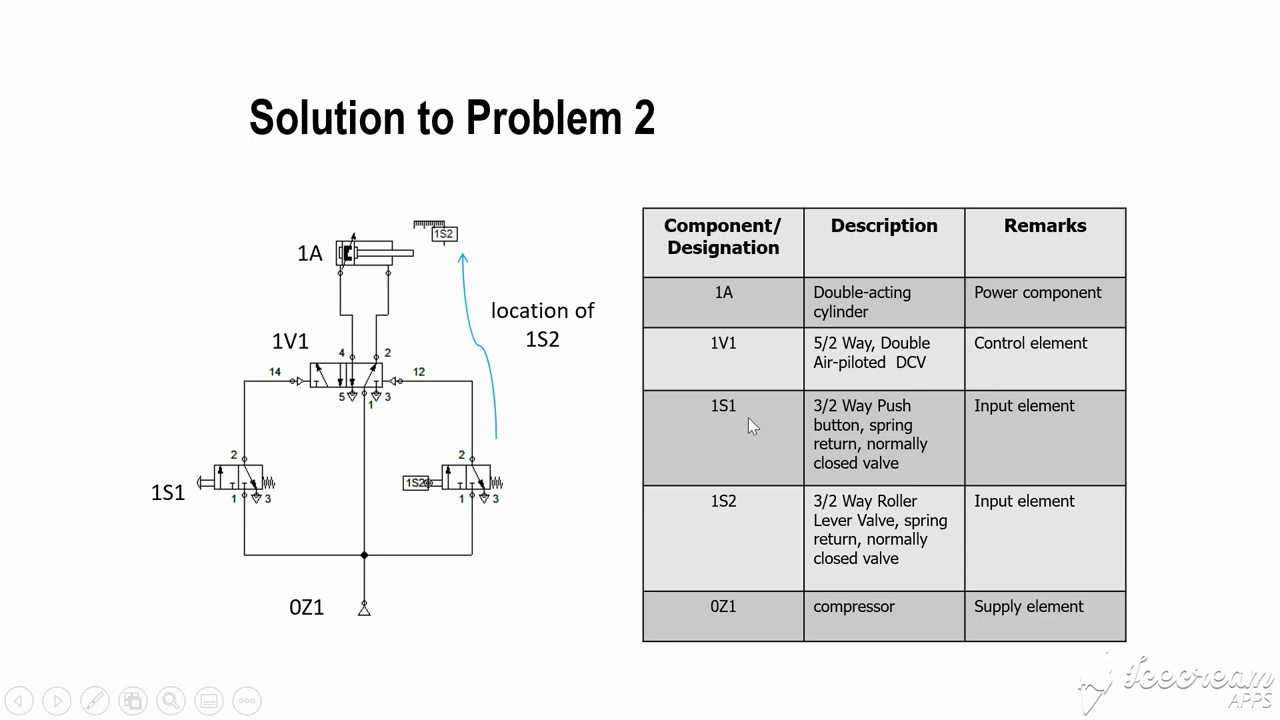 Solution to Problem 2
1S2
1A
location of
1S2
1V1
4
2
14
12
5
1
3
2
2
1S1
1S2
1
3
1
3
0Z1
Component/
Designation
Description
Remarks
1A
Double-acting
cylinder
Power component
1V1
5/2 Way, Double
Air-piloted DCV
Control element
1S1
3/2 Way Push
button, spring
return, normally
closed valve
Input element
1S2
3/2 Way Roller
Lever Valve, spring
return, normally
closed valve
Input element
0Z1
compressor
Supply element
Icecream
APPS